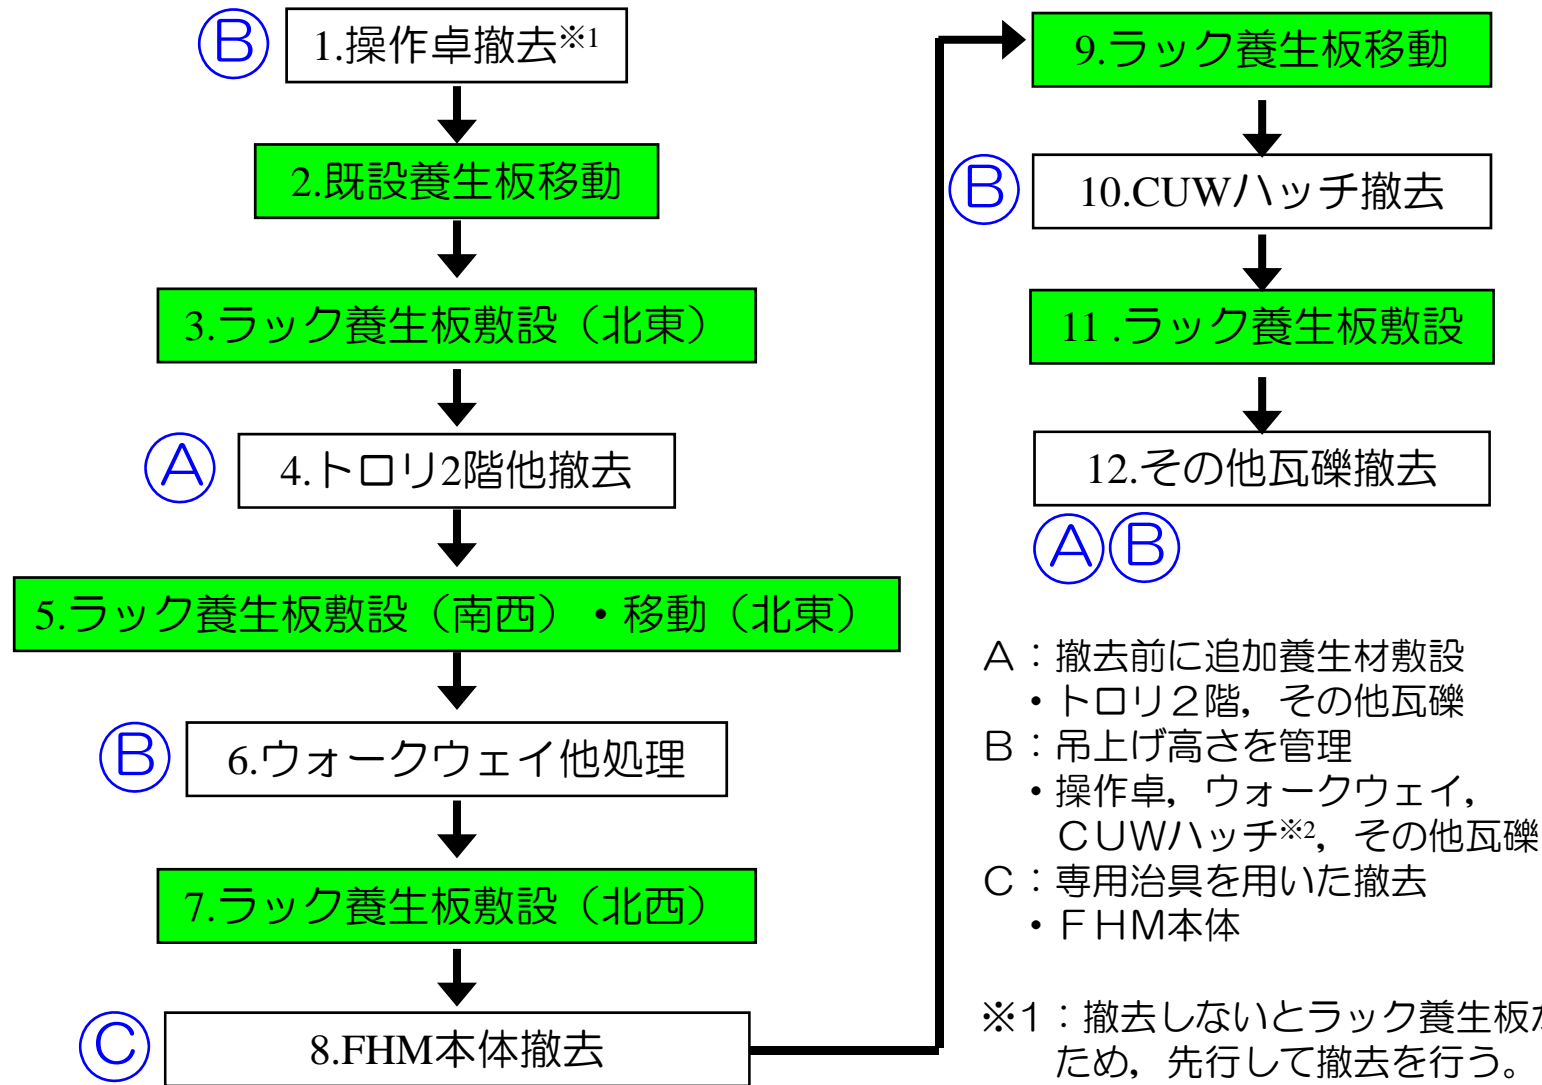 Ⓑ 1.操作卓撤去※1
2.既設養生板移動
3.ラック養生板敷設（北東）
Ⓐ 4.トロリ2階他撤去
5.ラック養生板敷設（南西）・移動（北東）
Ⓑ 6.ウォークウェイ他処理
7.ラック養生板敷設（北西）
Ⓒ 8.FHM本体撤去
9.ラック養生板移動
Ⓑ 10.CUWハッチ撤去
11.ラック養生板敷設
12.その他瓦礫撤去
ⒶⒷ
A：撤去前に追加養生材敷設
・トロリ２階，その他瓦礫
B：吊上げ高さを管理
・操作卓，ウォークウェイ，
ＣＵＷハッチ※2，その他瓦礫
C：専用治具を用いた撤去
・ＦＨＭ本体
※1：撤去しないとラック養生板
ため，先行して撤去を行う。